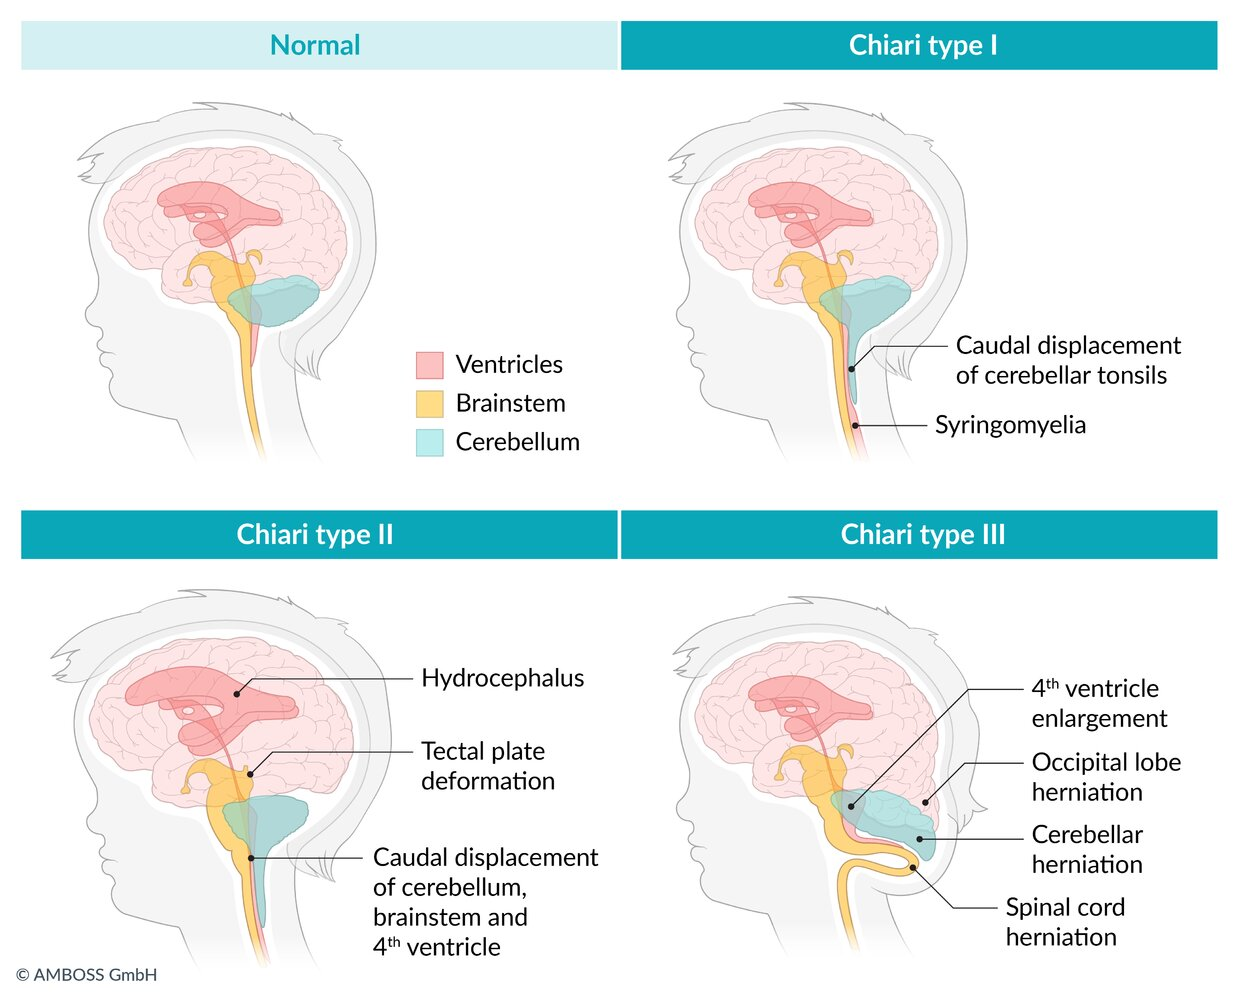 Normal
Chiari type I
Ventricles
Brainstem
Cerebellum
Caudal displacement
of cerebellar tonsils
Syringomyelia
Chiari type II
Chiari type III
Hydrocephalus
Tectal plate
deformation
Caudal displacement
of cerebellum,
brainstem and
4th ventricle
4th ventricle
enlargement
Occipital lobe
herniation
Cerebellar
herniation
Spinal cord
herniation
© AMBOSS GmbH